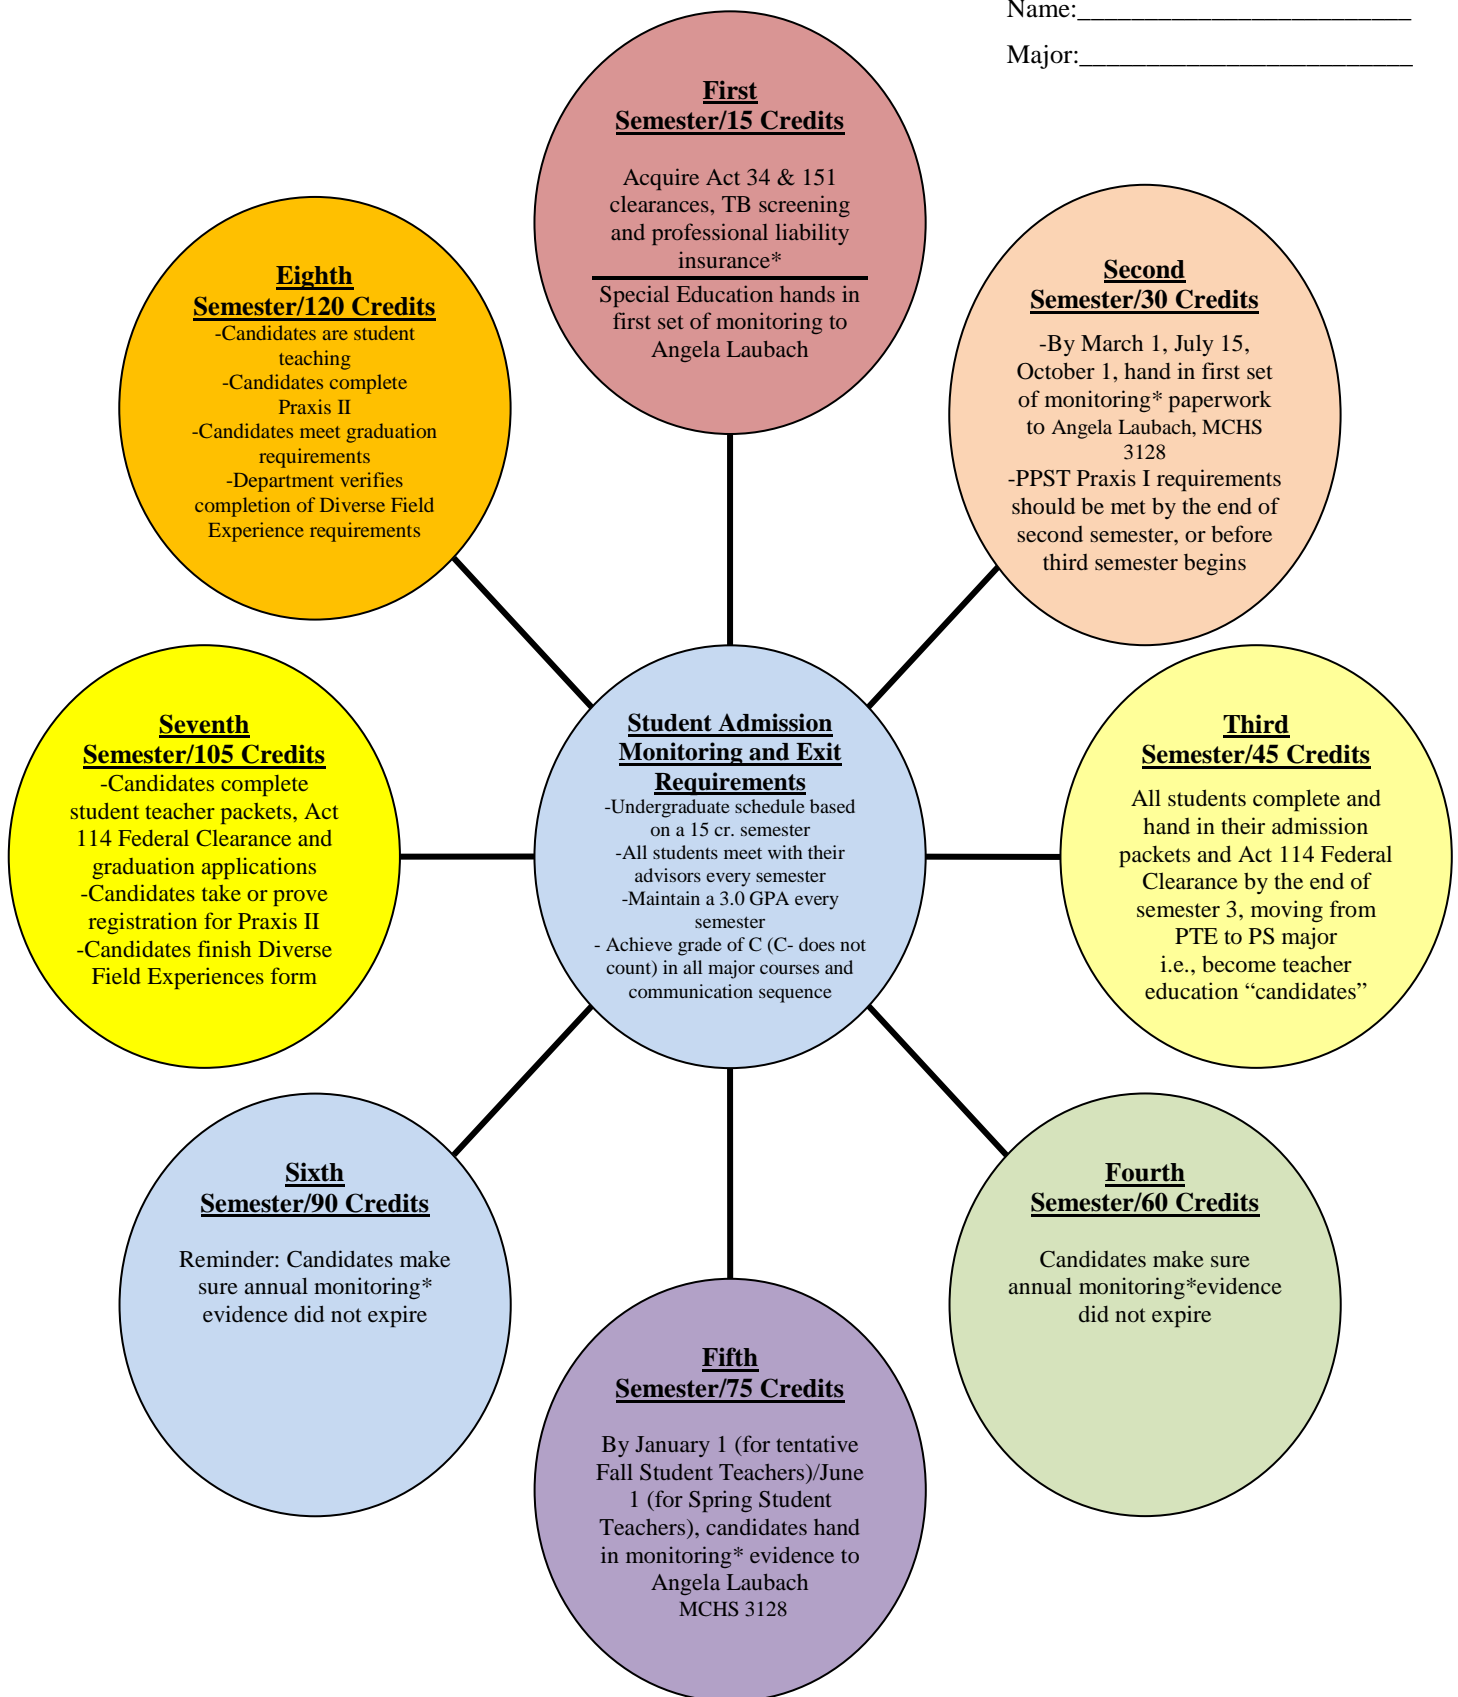 Name:_________________________
Major:_________________________
First
Semester/15 Credits
Acquire Act 34 & 151
clearances, TB screening
and professional liability
insurance*
Special Education hands in
first set of monitoring to
Angela Laubach
Second
Semester/30 Credits
-By March 1, July 15,
October 1, hand in first set
of monitoring* paperwork
to Angela Laubach, MCHS
3128
-PPST Praxis I requirements
should be met by the end of
second semester, or before
third semester begins
Third
Semester/45 Credits
All students complete and
hand in their admission
packets and Act 114 Federal
Clearance by the end of
semester 3, moving from
PTE to PS major
i.e., become teacher
education “candidates”
Fourth
Semester/60 Credits
Candidates make sure
annual monitoring*evidence
did not expire
Fifth
Semester/75 Credits
By January 1 (for tentative
Fall Student Teachers)/June
1 (for Spring Student
Teachers), candidates hand
in monitoring* evidence to
Angela Laubach
MCHS 3128
Sixth
Semester/90 Credits
Reminder: Candidates make
sure annual monitoring*
evidence did not expire
Seventh
Semester/105 Credits
-Candidates complete
student teacher packets, Act
114 Federal Clearance and
graduation applications
-Candidates take or prove
registration for Praxis II
-Candidates finish Diverse
Field Experiences form
Eighth
Semester/120 Credits
-Candidates are student
teaching
-Candidates complete
Praxis II
-Candidates meet graduation
requirements
-Department verifies
completion of Diverse Field
Experience requirements
Student Admission
Monitoring and Exit
Requirements
-Undergraduate schedule based
on a 15 cr. semester
-All students meet with their
advisors every semester
-Maintain a 3.0 GPA every
semester
- Achieve grade of C (C- does not
count) in all major courses and
communication sequence